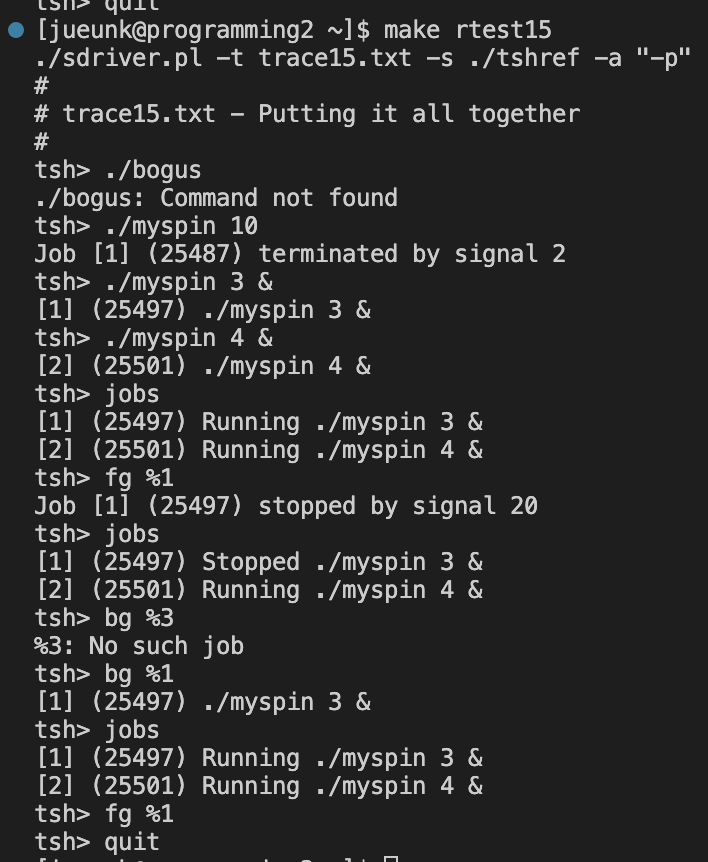 tsh> quit
[jueunk@programming2 ~]$ make rtest15
./sdriver.pl -t trace15.txt -s ./tshref -a "-p"
#
# trace15.txt - Putting it all together
#
tsh> ./bogus
./bogus: Command not found
tsh> ./myspin 10
Job [1] (25487) terminated by signal 2
tsh> ./myspin 3 &
[1] (25497) ./myspin 3 &
tsh> ./myspin 4 &
[2] (25501) ./myspin 4 &
tsh> jobs
[1] (25497) Running ./myspin 3 &
[2] (25501) Running ./myspin 4 &
tsh> fg %1
Job [1] (25497) stopped by signal 20
tsh> jobs
[1] (25497) Stopped ./myspin 3 &
[2] (25501) Running ./myspin 4 &
tsh> bg %3
%3: No such job
tsh> bg %1
[1] (25497) ./myspin 3 &
tsh> jobs
[1] (25497) Running ./myspin 3 &
[2] (25501) Running ./myspin 4 &
tsh> fg %1
tsh> quit